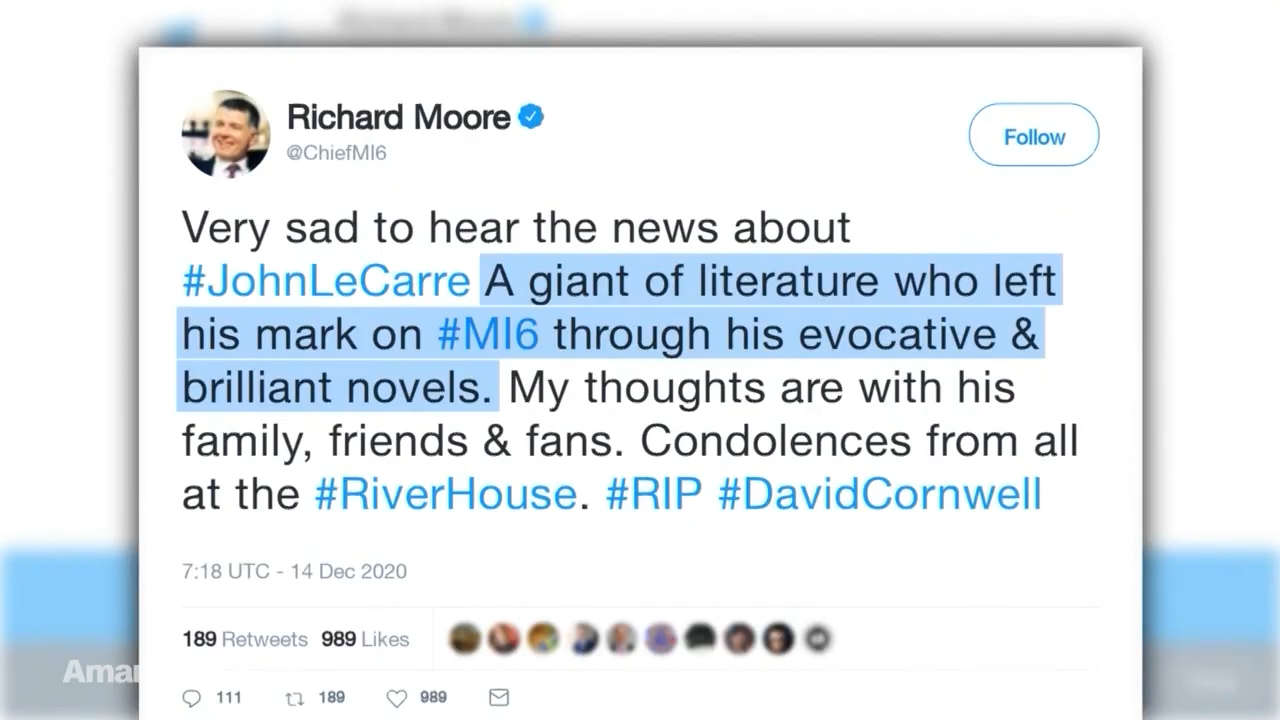 Richard Moore
@ChiefMI6
Follow
Very sad to hear the news about
#JohnLeCarre A giant of literature who left
his mark on #MI6 through his evocative &
brilliant novels. My thoughts are with his
family, friends & fans. Condolences from all
at the #RiverHouse. #RIP #DavidCornwell
7:18 UTC - 14 Dec 2020
189 Retweets 989 Likes
111 189 989
Aman